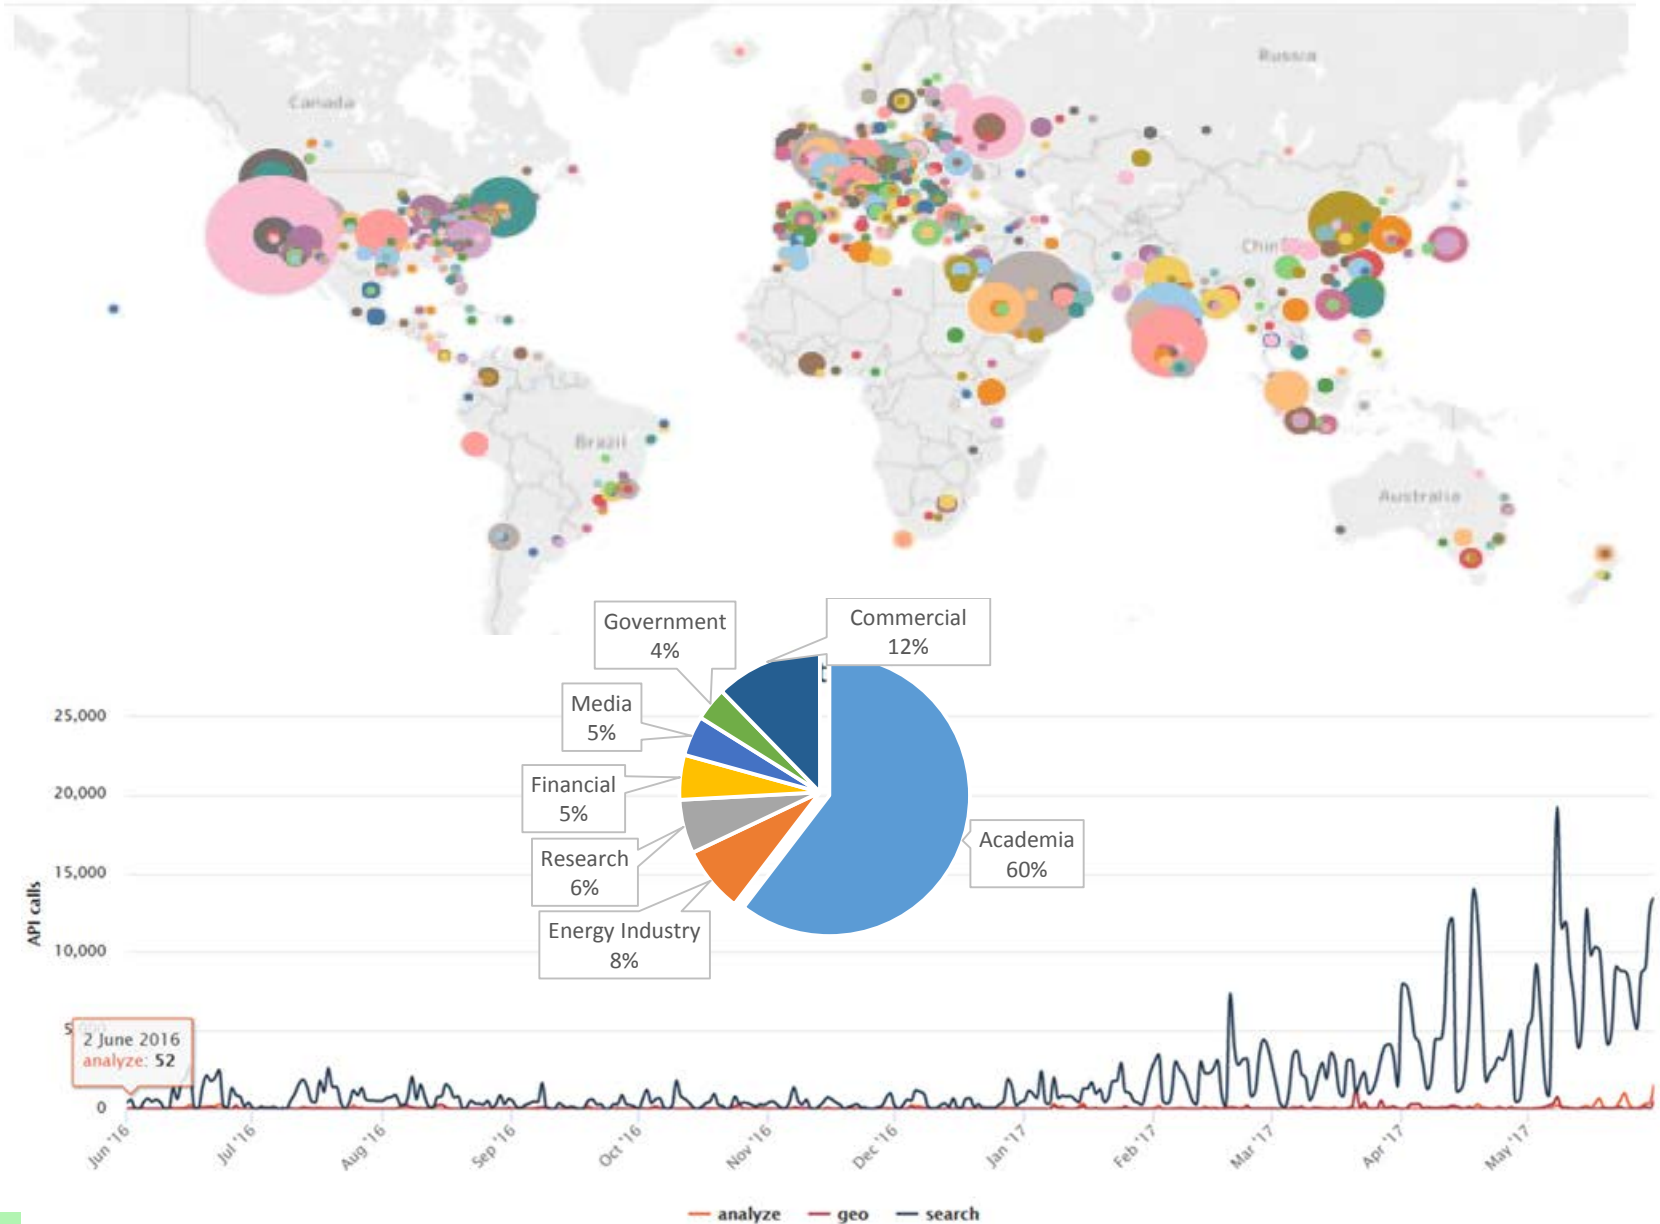 Russia
Canada
China
Brazil
Australia
Government
4%
Commercial
12%
Media
5%
Financial
5%
Research
6%
Energy Industry
8%
Academia
60%
API calls
25,000
20,000
15,000
10,000
5,000
0
2 June 2016
analyze: 52
Jun '16
Jul '16
Aug '16
Sep '16
Oct '16
Nov '16
Dec '16
Jan '17
Feb '17
Mar '17
Apr '17
May '17
analyze
geo
search